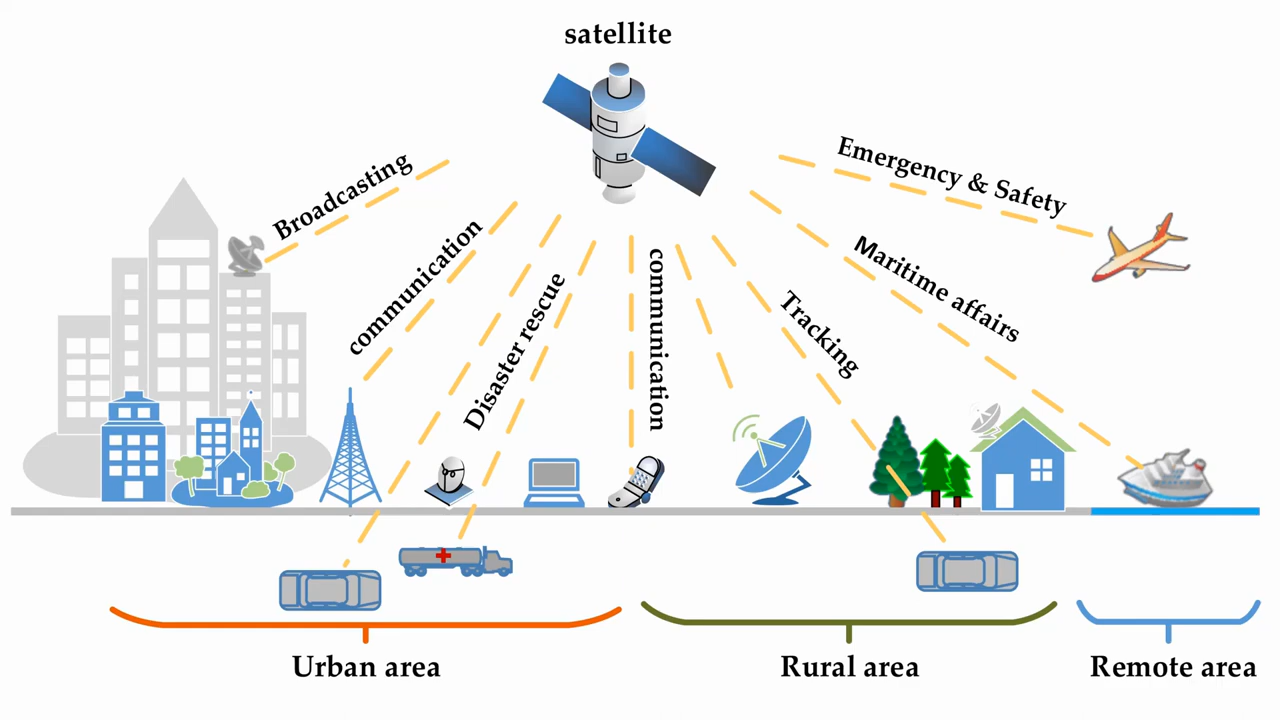 satellite
Broadcasting
communication
Disaster rescue
communication
Tracking
Maritime affairs
Emergency & Safety
Urban area
Rural area
Remote area